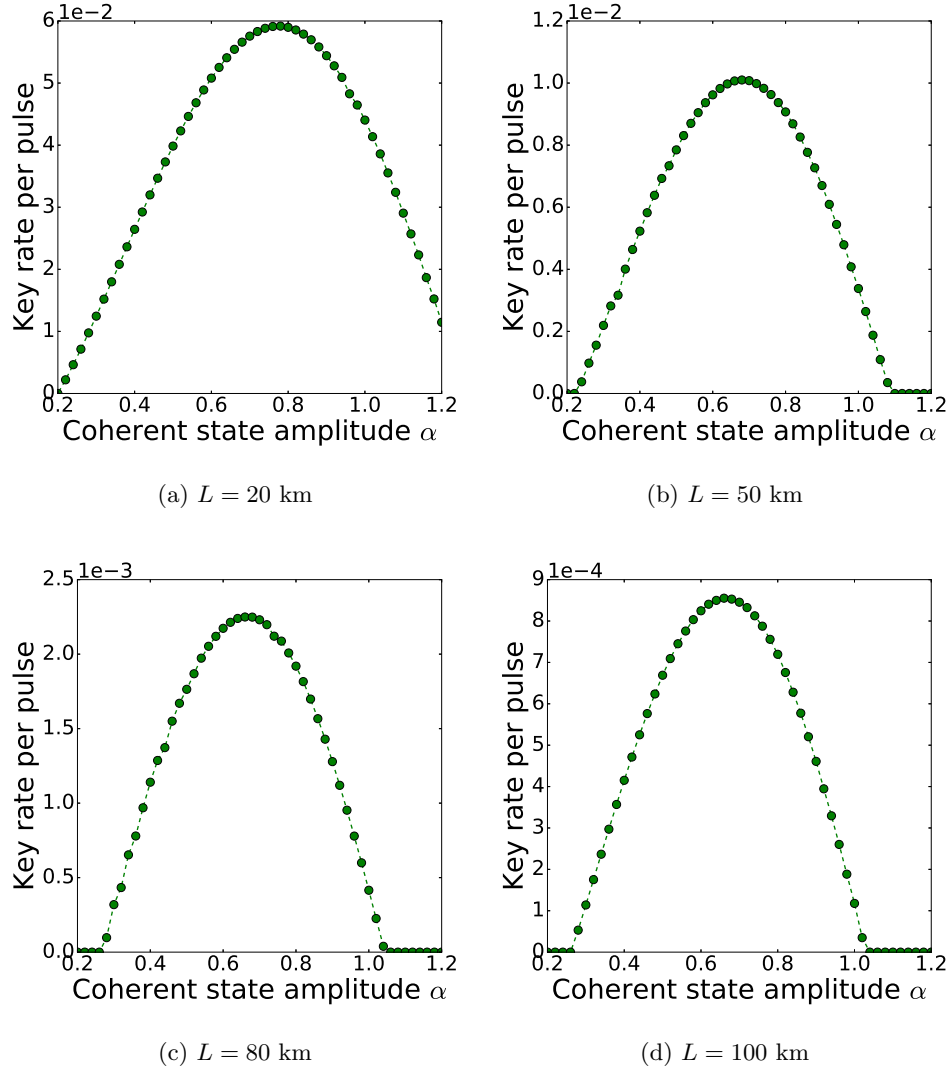 1e-2
6
5
4
3
2
1
0
0.2 0.4 0.6 0.8 1.0 1.2
Key rate per pulse
Coherent state amplitude α
(a) L = 20 km
1e-2
1.2
1.0
0.8
0.6
0.4
0.2
0.0
0.2 0.4 0.6 0.8 1.0 1.2
Key rate per pulse
Coherent state amplitude α
(b) L = 50 km
1e-3
2.5
2.0
1.5
1.0
0.5
0.0
0.2 0.4 0.6 0.8 1.0 1.2
Key rate per pulse
Coherent state amplitude α
(c) L = 80 km
1e-4
9
8
7
6
5
4
3
2
1
0
0.2 0.4 0.6 0.8 1.0 1.2
Key rate per pulse
Coherent state amplitude α
(d) L = 100 km